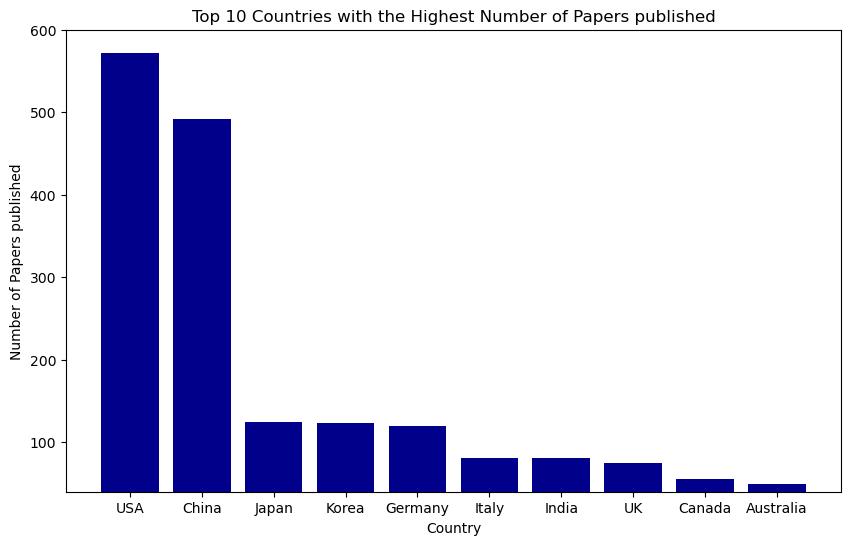 Top 10 Countries with the Highest Number of Papers published
Number of Papers published
600
500
400
300
200
100
USA China Japan Korea Germany Italy India UK Canada Australia
Country